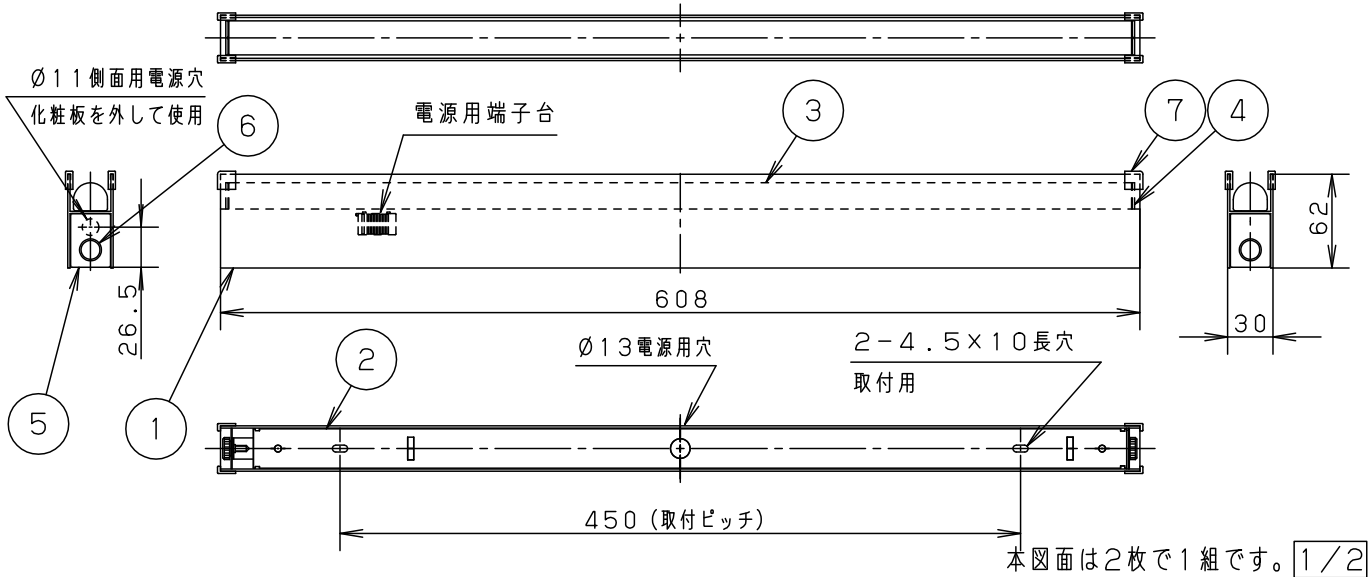 Ø11側面用電源穴
化粧板を外して使用
6
電源用端子台
3
7
4
62
26.5
608
30
5
1
2
Ø13電源用穴
2-4.5×10長穴
取付用
450(取付ピッチ)
本図面は2枚で1組です。 1/2